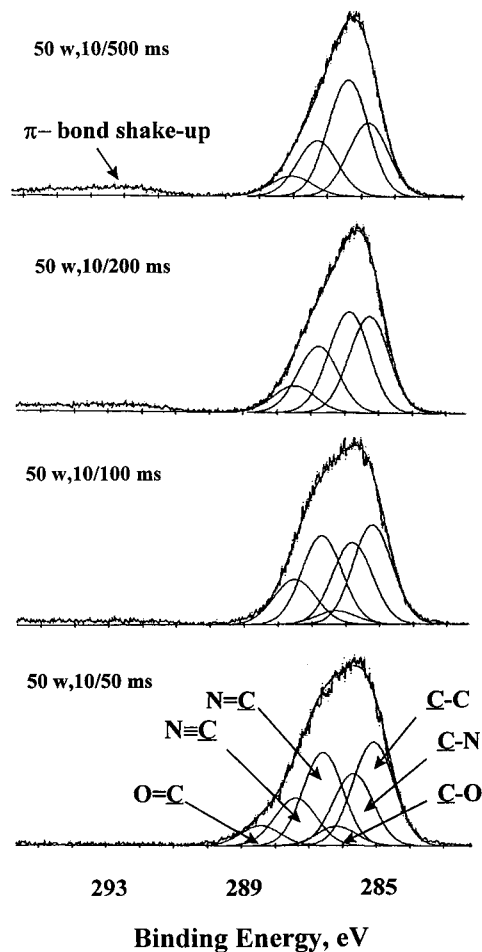 50 w,10/500 ms
π– bond shake-up
50 w,10/200 ms
50 w,10/100 ms
50 w,10/50 ms
N=C
N≡C
O=C
C-C
C-N
C-O
293 289 285
Binding Energy, eV